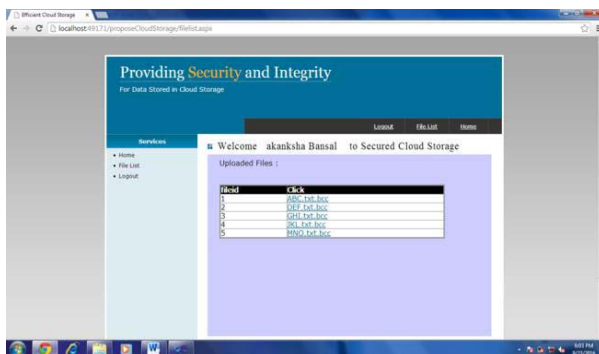 Efficient Cloud Storage
localhost:49171/proposeCloudStorage/filelist.aspx
Providing Security and Integrity
For Data Stored in Cloud Storage
Logout File List Home
Services
Home
File List
Logout
Welcome akanksha Bansal to Secured Cloud Storage
Uploaded Files :
fileid Click
1 ABC.txt.bcc
2 DEF.txt.bcc
3 GHI.txt.bcc
4 JKL.txt.bcc
5 MNO.txt.bcc
6:03 PM